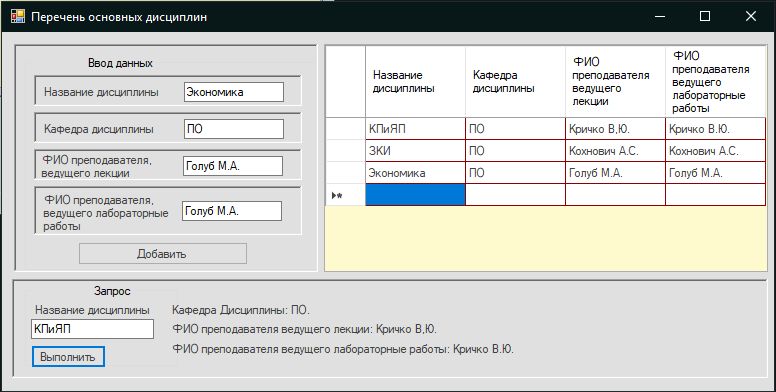 Перечень основных дисциплин
Ввод данных
Название дисциплины
Экономика
Кафедра дисциплины
ПО
ФИО преподавателя,
ведущего лекции
Голуб М.А.
ФИО преподавателя,
ведущего лабораторные
работы
Голуб М.А.
Добавить
Название
дисциплины
Кафедра
дисциплины
ФИО
преподавателя
ведущего
лекции
ФИО
преподавателя
ведущего
лабораторные
работы
КПиЯП ПО Кричко В,Ю. Кричко В.Ю.
ЗКИ ПО Кохнович А.С. Кохнович А.С.
Экономика ПО Голуб М.А. Голуб М.А.
Запрос
Название дисциплины
КПиЯП
Выполнить
Кафедра Дисциплины: ПО.
ФИО преподавателя ведущего лекции: Кричко В,Ю.
ФИО преподавателя ведущего лабораторные работы: Кричко В.Ю.